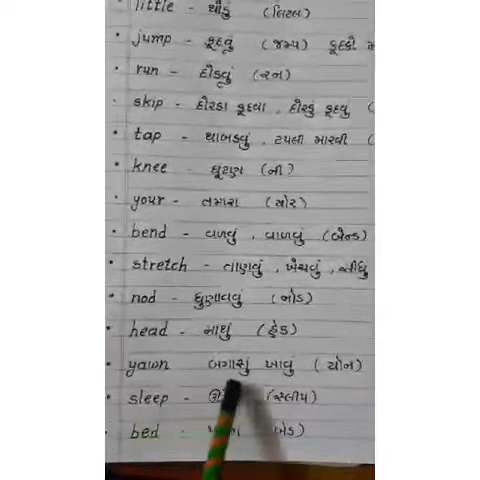 little - થોડું (લિટલ)
• jump - કૂદવું (જમ્પ) કૂદકો
• run - દોડવું (રન)
• skip - દોરડા કૂદવા , દોરડું કૂદવું (
• tap - થાબડવું , ટપલી મારવી (
• knee - ઘૂંટણ (ની)
• your - તમારા (યોર)
• bend - વળવું , વાળવું (બેન્ડ)
• stretch - તાણવું , ખેંચવું , સીધુ
• nod - ધુણાવવું (નોડ)
• head - માથું (હેડ)
• yawn બગાસું ખાવું (યોન)
• sleep - (સ્લીપ)
• bed -